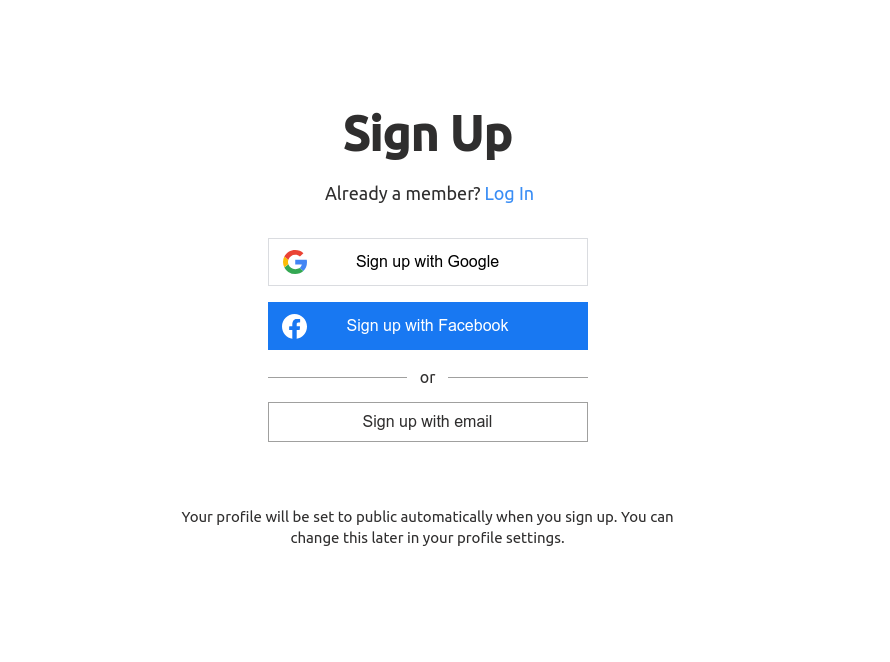 Sign Up
Already a member? Log In
Sign up with Google
Sign up with Facebook
or
Sign up with email
Your profile will be set to public automatically when you sign up. You can
change this later in your profile settings.